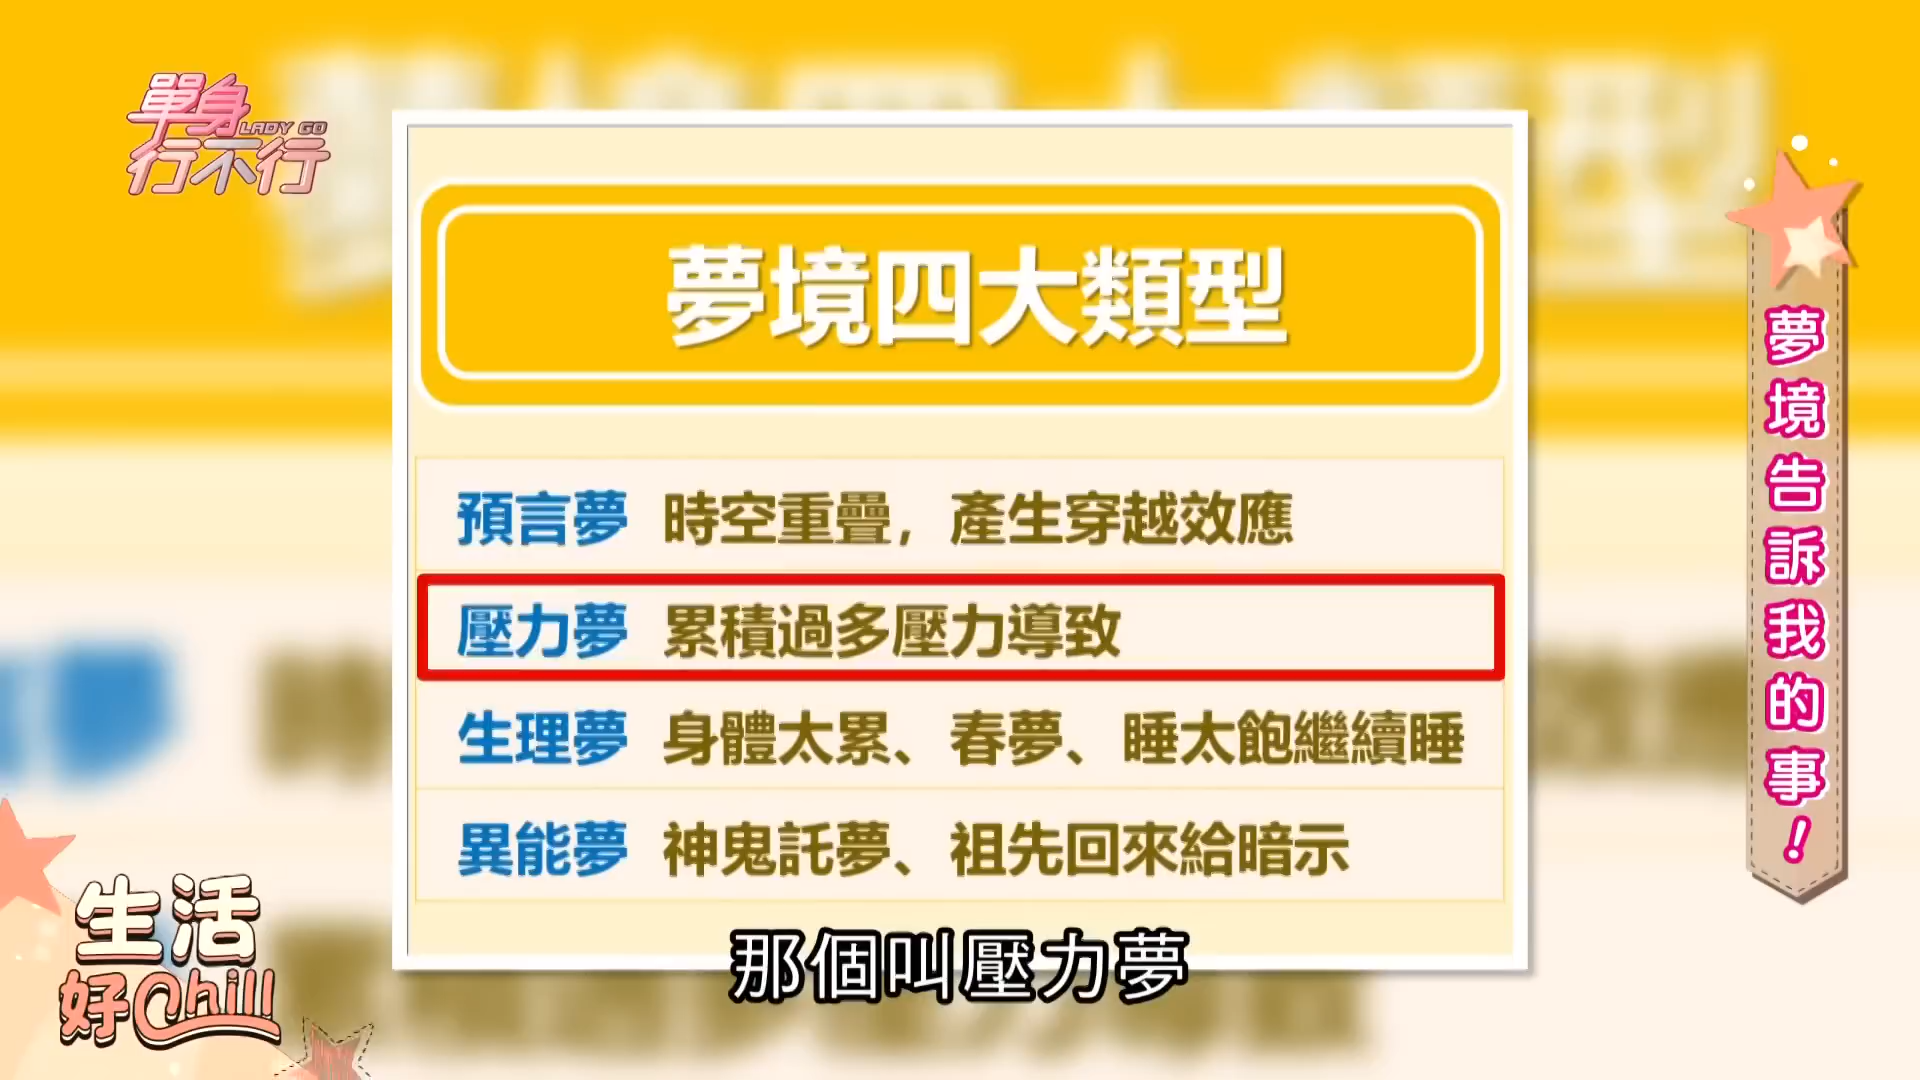 單身
LADY GO
行不行
夢境四大類型
預言夢 時空重疊，產生穿越效應
壓力夢 累積過多壓力導致
生理夢 身體太累、春夢、睡太飽繼續睡
異能夢 神鬼託夢、祖先回來給暗示
夢境告訴我的事！
生活
好Chill
那個叫壓力夢